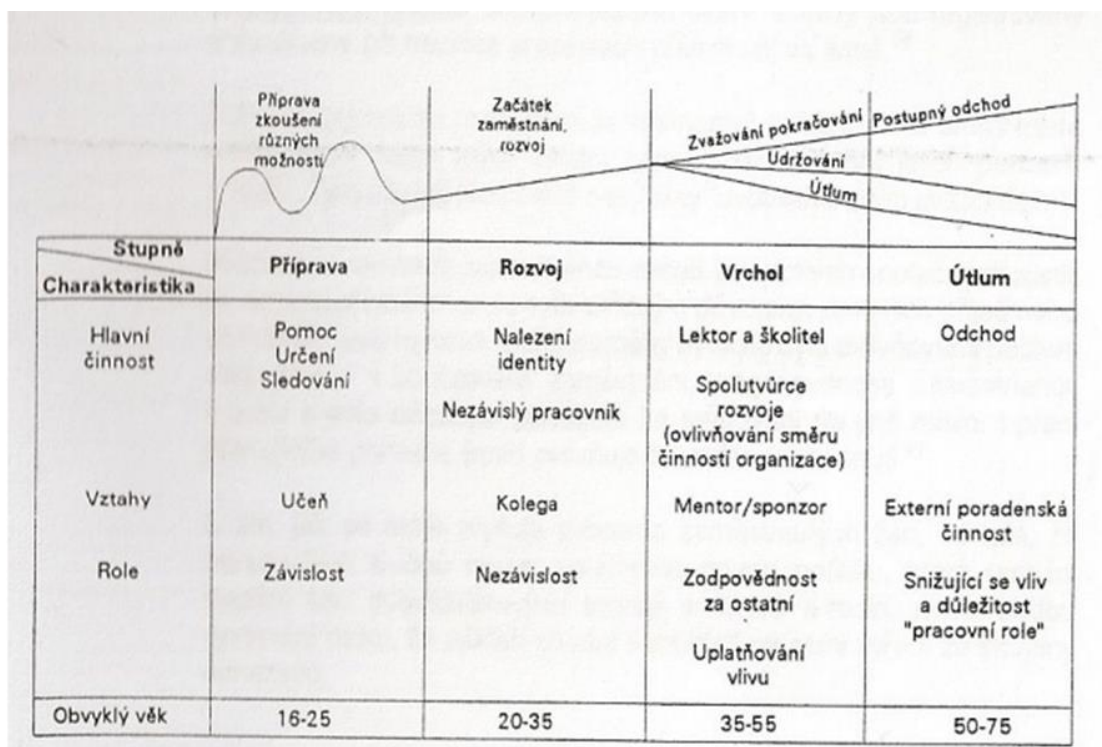 Příprava
zkoušení
různých
možností
Začátek
zaměstnání,
rozvoj
Zvažování pokračování
Postupný odchod
Udržování
Útlum
Stupně
Charakteristika
Příprava
Rozvoj
Vrchol
Útlum
Hlavní
činnost
Pomoc
Určení
Sledování
Nalezení
identity
Nezávislý pracovník
Lektor a školitel
Spolutvůrce
rozvoje
(ovlivňování směru
činností organizace)
Odchod
Vztahy
Učeň
Kolega
Mentor/sponzor
Externí poradenská
činnost
Role
Závislost
Nezávislost
Zodpovědnost
za ostatní
Uplatňování
vlivu
Snižující se vliv
a důležitost
"pracovní role"
Obvyklý věk
16-25
20-35
35-55
50-75